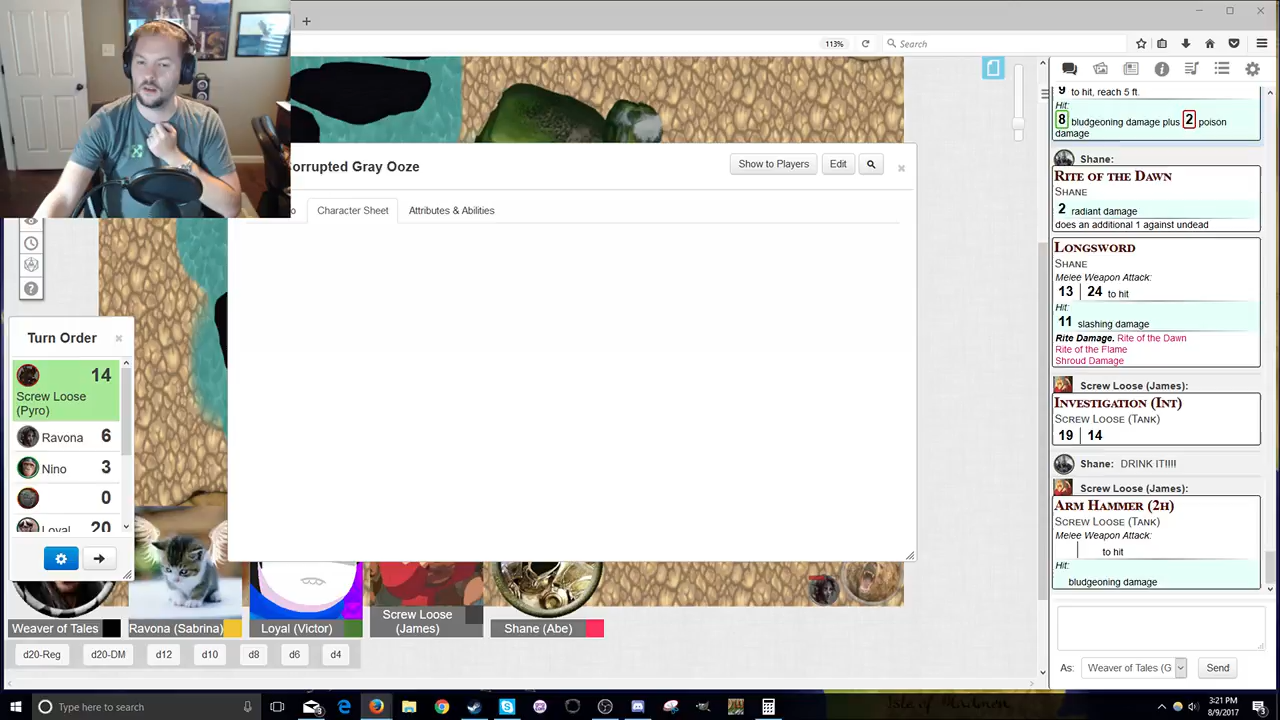 +
113%
Search
orrupted Gray Ooze
Show to Players
Edit
×
o
Character Sheet
Attributes & Abilities
Turn Order
×
14
Screw Loose
(Pyro)
Ravona
6
Nino
3
0
Loyal
20
Weaver of Tales
Ravona (Sabrina)
Loyal (Victor)
Screw Loose
(James)
Shane (Abe)
d20-Reg
d20-DM
d12
d10
d8
d6
d4
9 to hit, reach 5 ft.
Hit:
8 bludgeoning damage plus 2 poison
damage
Shane:
RITE OF THE DAWN
SHANE
2 radiant damage
does an additional 1 against undead
LONGSWORD
SHANE
Melee Weapon Attack:
13 | 24 to hit
Hit:
11 slashing damage
Rite Damage. Rite of the Dawn
Rite of the Flame
Shroud Damage
Screw Loose (James):
INVESTIGATION (INT)
SCREW LOOSE (TANK)
19 | 14
Shane: DRINK IT!!!!
Screw Loose (James):
ARM HAMMER (2H)
SCREW LOOSE (TANK)
Melee Weapon Attack:
| to hit
Hit:
bludgeoning damage
As:
Weaver of Tales (G
Send
Type here to search
3:21 PM
8/9/2017